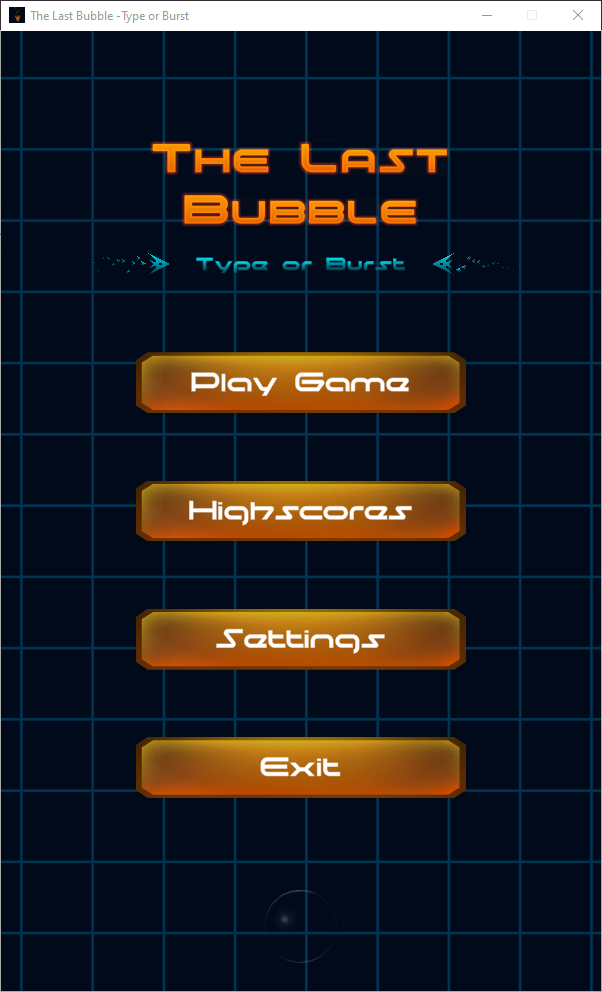 The Last Bubble -Type or Burst
The Last
Bubble
Type or Burst
Play Game
Highscores
Settings
Exit